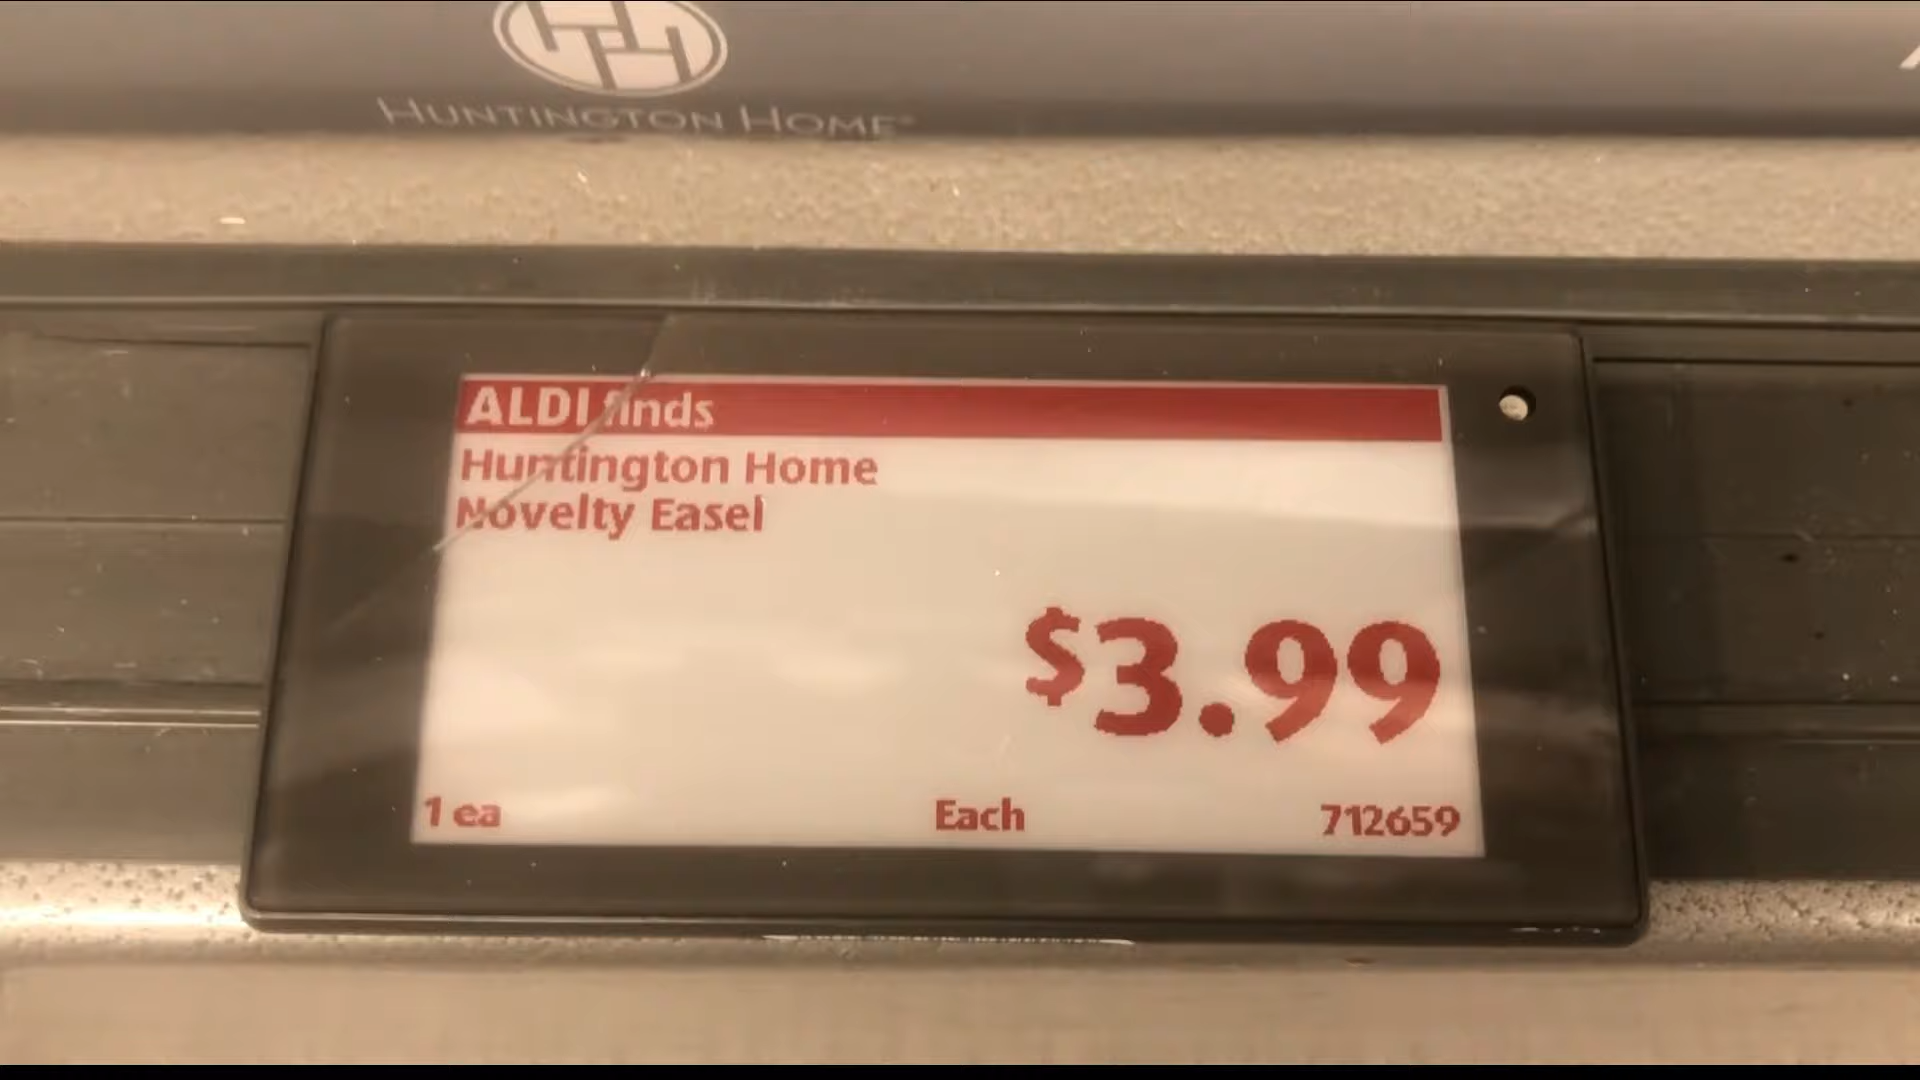 HUNTINGTON HOME
ALDI finds
Huntington Home
Novelty Easel
$3.99
1 ea Each 712659